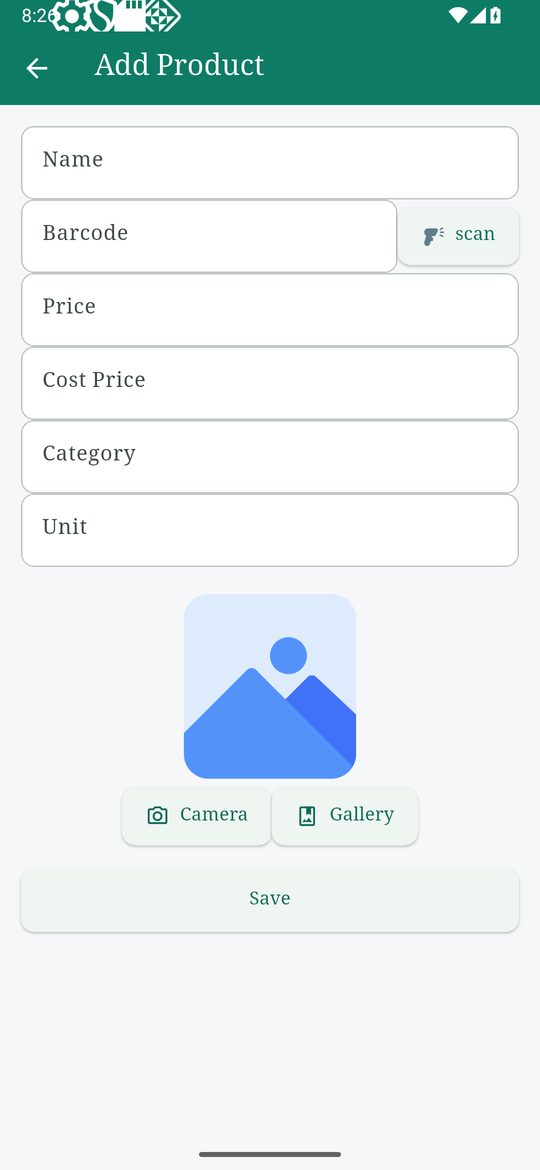 8:26
Add Product
Name
Barcode
scan
Price
Cost Price
Category
Unit
Camera
Gallery
Save